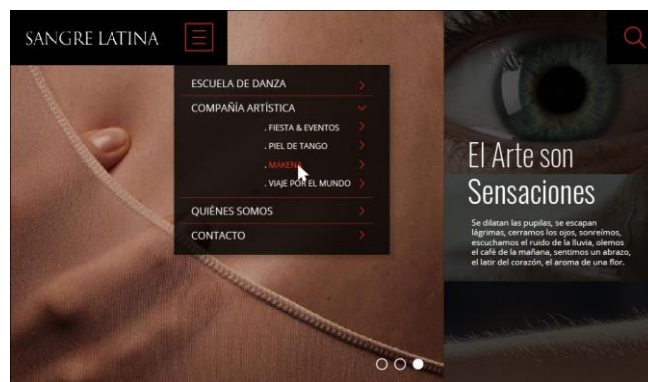 SANGRE LATINA
ESCUELA DE DANZA
COMPAÑÍA ARTÍSTICA
. FIESTA & EVENTOS
. PIEL DE TANGO
. MAKENA
. VIAJE POR EL MUNDO
QUIÉNES SOMOS
CONTACTO
El Arte son
Sensaciones
Se dilatan las pupilas, se escapan
lágrimas, cerramos los ojos, sonreímos,
escuchamos el ruido de la lluvia, olemos
el café de la mañana, sentimos un abrazo,
el latir del corazón, el aroma de una flor.